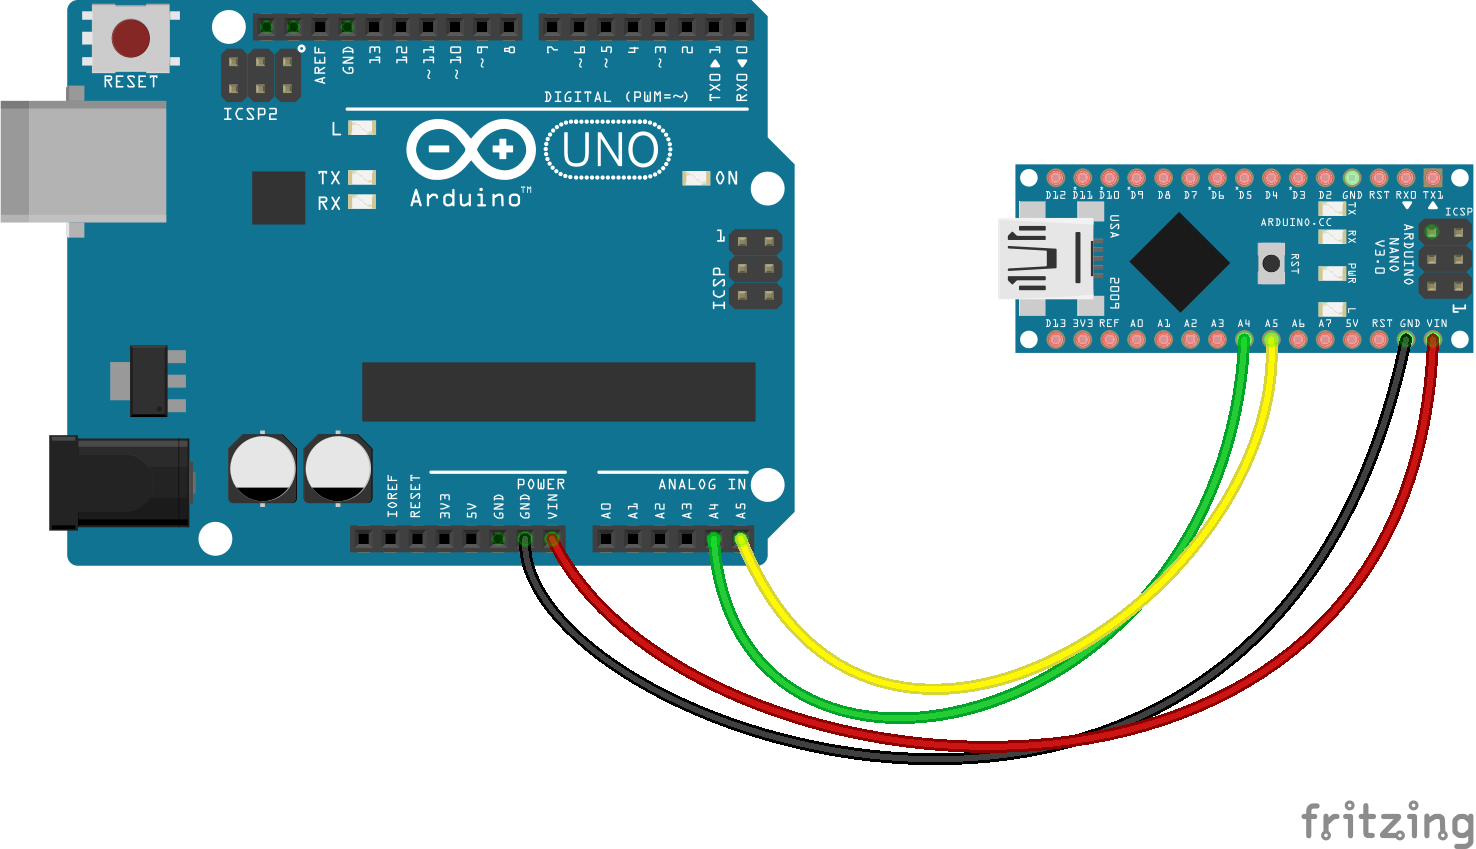 RESET
ICSP2
AREF
GND
13
12
~11
~10
~9
8
7
~6
~5
4
~3
2
TX0▶1
RX0◀0
DIGITAL (PWM=~)
L
TX
RX
UNO
Arduino™
ON
1
ICSP
POWER
ANALOG IN
IOREF
RESET
3V3
5V
GND
GND
VIN
A0
A1
A2
A3
A4
A5
D12 *D11 *D10 *D9 D8 D7 *D6 *D5 D4 *D3 D2 GND RST RX0 TX1
ARDUINO.CC
TX
RX
PWR
L
RST
ICSP
1
ARDUINO
NANO
V3.0
USA
D13 3V3 REF A0 A1 A2 A3 A4 A5 A6 A7 5V RST GND VIN
fritzing